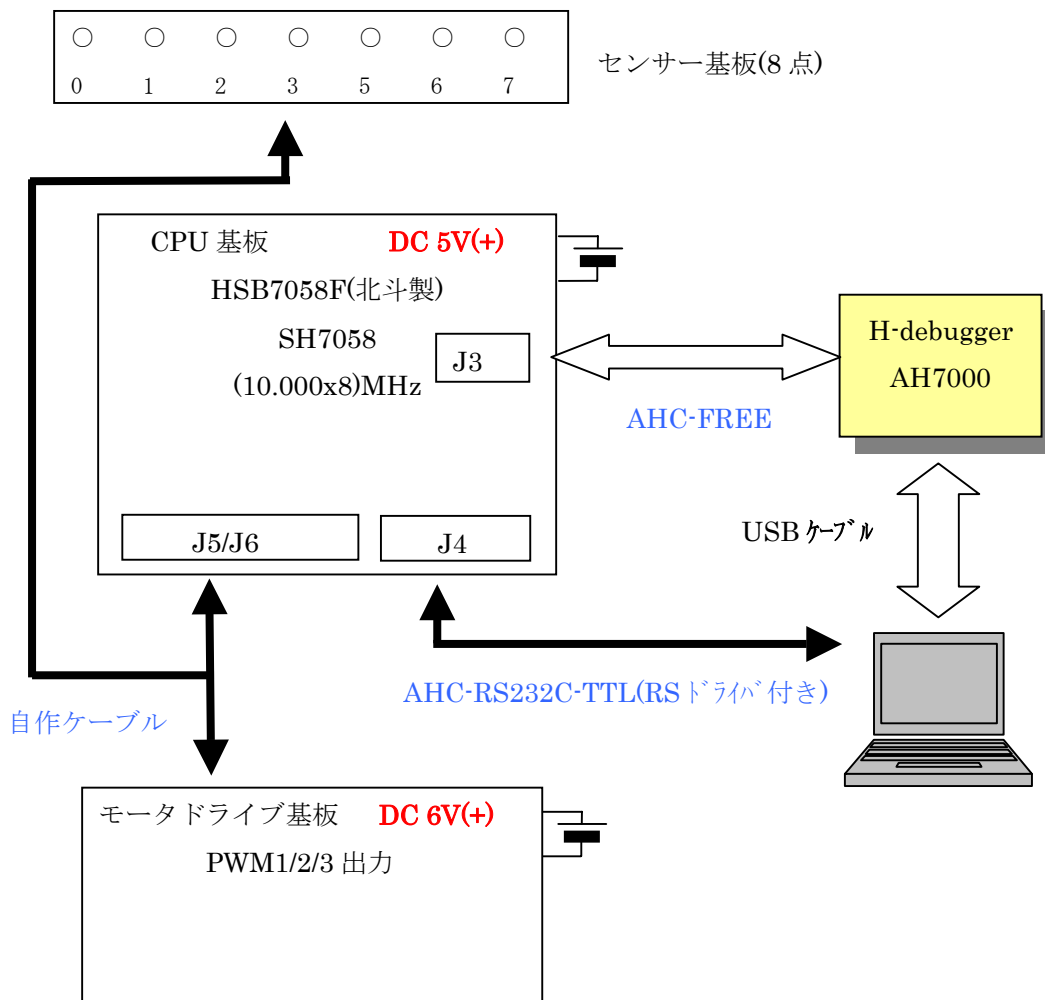 ○ ○ ○ ○ ○ ○ ○
0 1 2 3 5 6 7
センサー基板(8 点)
CPU 基板 DC 5V(+)
HSB7058F(北斗製)
SH7058
(10.000x8)MHz
J3
H-debugger
AH7000
AHC-FREE
USB ｹｰﾌﾞﾙ
J5/J6
J4
AHC-RS232C-TTL(RS ﾄﾞﾗｲﾊﾞ付き)
自作ケーブル
モータドライブ基板 DC 6V(+)
PWM1/2/3 出力